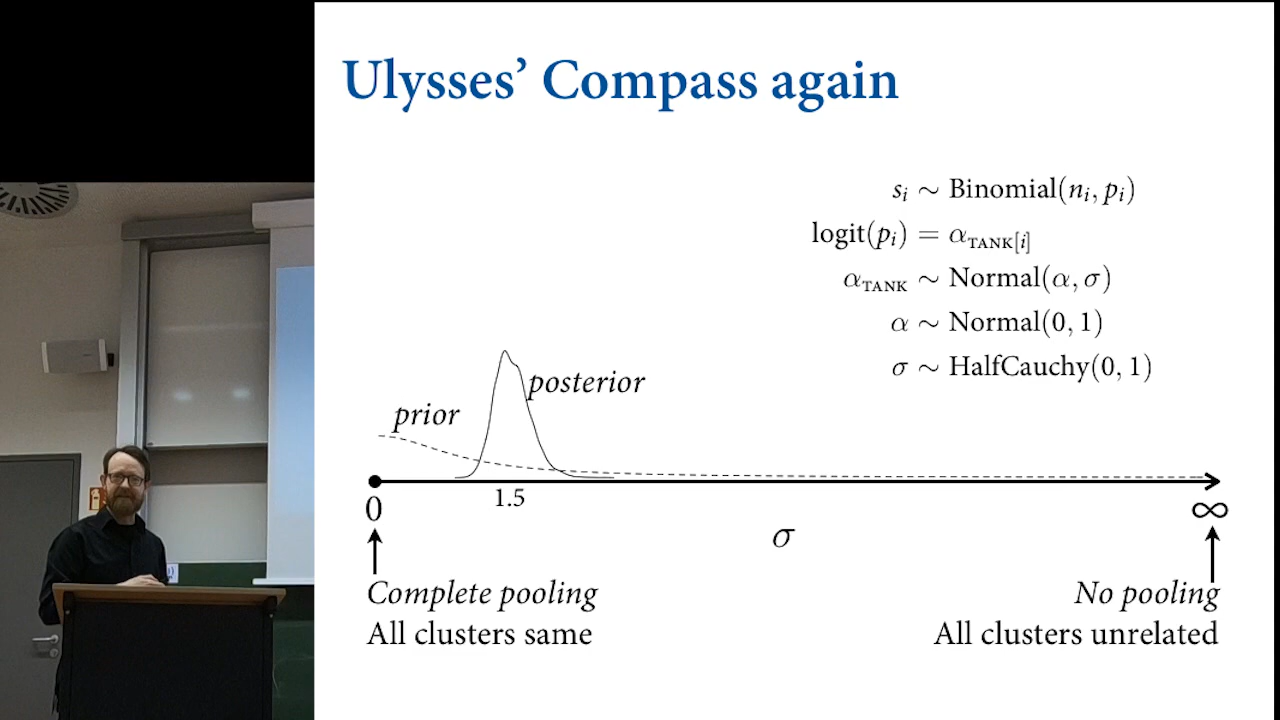 Ulysses’ Compass again
sᵢ ~ Binomial(nᵢ, pᵢ)
logit(pᵢ) = α_TANK[i]
α_TANK ~ Normal(α, σ)
α ~ Normal(0, 1)
σ ~ HalfCauchy(0, 1)
posterior
prior
1.5
0
∞
σ
Complete pooling
All clusters same
No pooling
All clusters unrelated